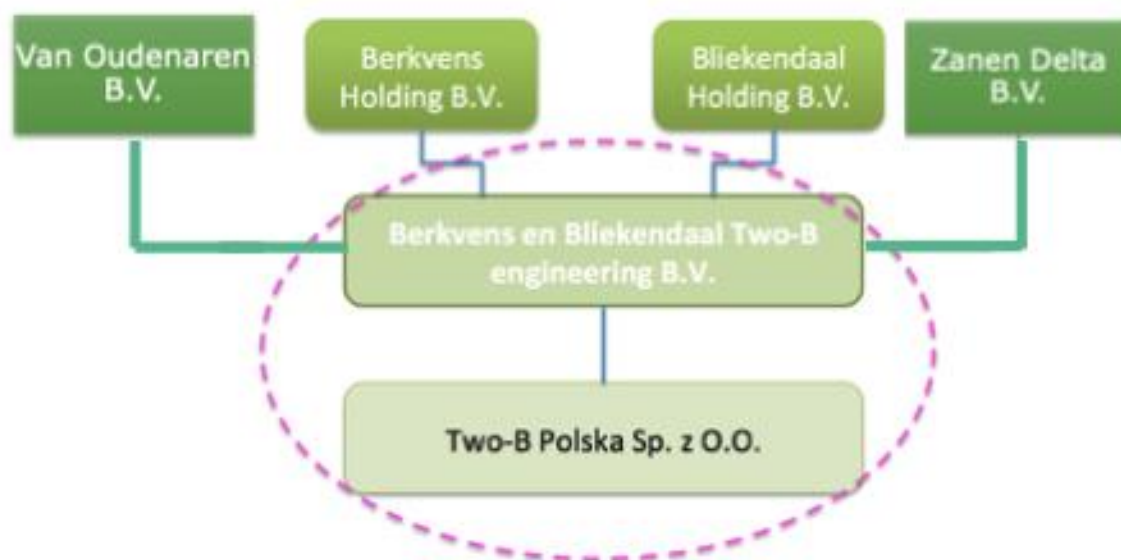 Van Oudenaren
B.V.
Berkvens
Holding B.V.
Bliekendaal
Holding B.V.
Zanen Delta
B.V.
Berkvens en Bliekendaal Two-B
engineering B.V.
Two-B Polska Sp. z O.O.